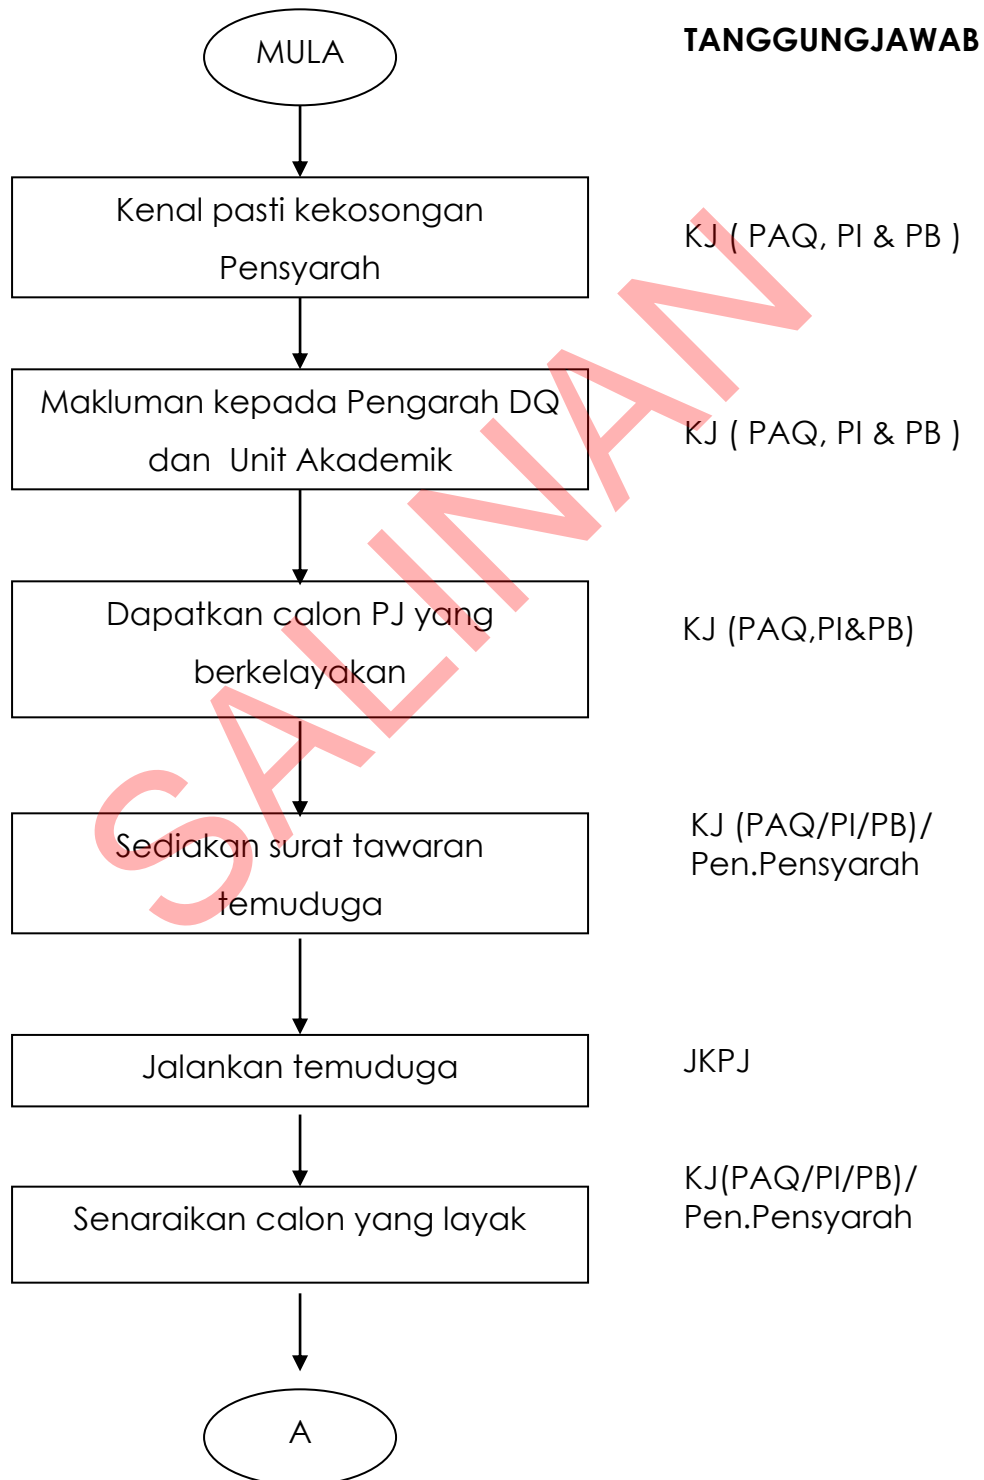 MULA
TANGGUNGJAWAB
Kenal pasti kekosongan
Pensyarah
KJ ( PAQ, PI & PB )
Makluman kepada Pengarah DQ
dan Unit Akademik
KJ ( PAQ, PI & PB )
Dapatkan calon PJ yang
berkelayakan
KJ (PAQ,PI&PB)
Sediakan surat tawaran
temuduga
KJ (PAQ/PI/PB)/
Pen.Pensyarah
Jalankan temuduga
JKPJ
Senaraikan calon yang layak
KJ(PAQ/PI/PB)/
Pen.Pensyarah
A
SALINAN